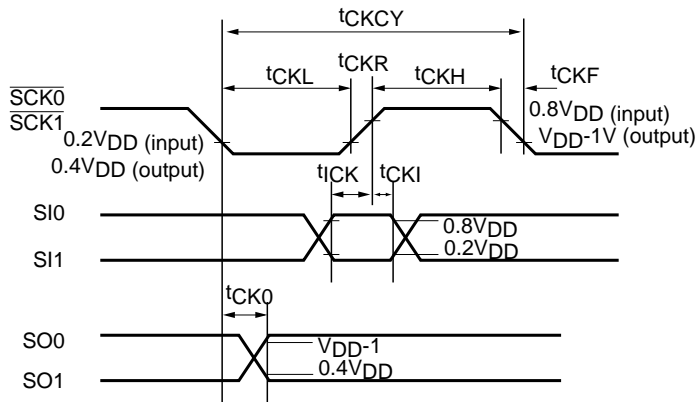 tCKCY
tCKR
tCKL
tCKH
tCKF
SCK0
SCK1
0.2VDD (input)
0.4VDD (output)
0.8VDD (input)
VDD-1V (output)
tICK
tCKI
SI0
SI1
0.8VDD
0.2VDD
tCK0
SO0
SO1
VDD-1
0.4VDD